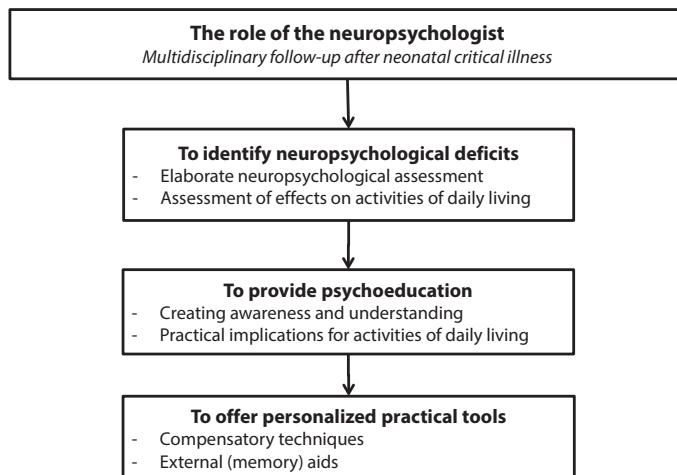 The role of the neuropsychologist
Multidisciplinary follow-up after neonatal critical illness
To identify neuropsychological deficits
- Elaborate neuropsychological assessment
- Assessment of effects on activities of daily living
To provide psychoeducation
- Creating awareness and understanding
- Practical implications for activities of daily living
To offer personalized practical tools
- Compensatory techniques
- External (memory) aids